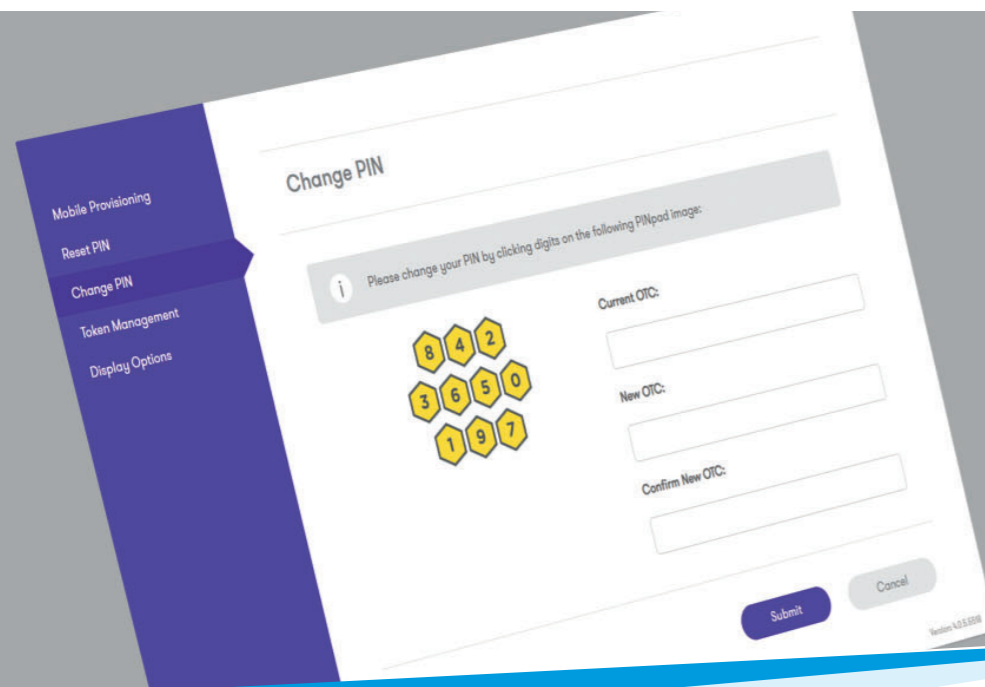 Mobile Provisioning
Reset PIN
Change PIN
Token Management
Display Options
Change PIN
i Please change your PIN by clicking digits on the following PINpad image:
8 4 2
3 6 5 0
1 9 7
Current OTC:
New OTC:
Confirm New OTC:
Submit
Cancel